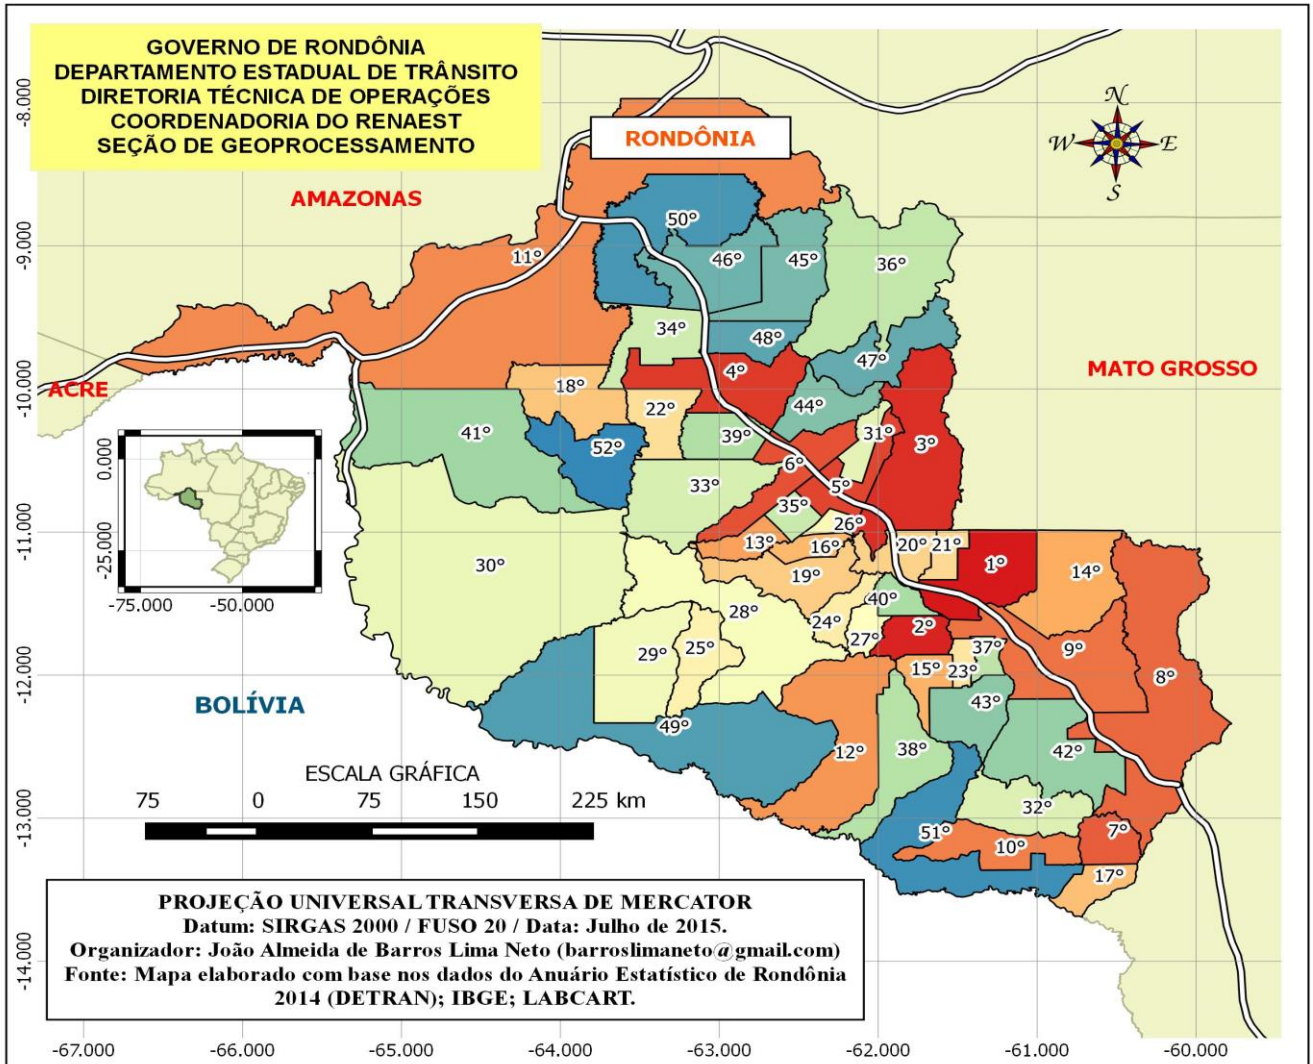 GOVERNO DE RONDÔNIA
DEPARTAMENTO ESTADUAL DE TRÂNSITO
DIRETORIA TÉCNICA DE OPERAÇÕES
COORDENADORIA DO RENAEST
SEÇÃO DE GEOPROCESSAMENTO
RONDÔNIA
N
W E
S
AMAZONAS
ACRE
MATO GROSSO
BOLÍVIA
50°
11°
46°
45°
36°
34°
48°
47°
4°
18°
22°
44°
41°
52°
39°
31°
3°
6°
33°
5°
35°
26°
13°
16°
20°
21°
30°
19°
1°
14°
40°
28°
24°
27°
2°
29°
25°
37°
9°
15°
23°
8°
43°
49°
12°
38°
42°
32°
51°
10°
7°
17°
0.000
-25.000
-75.000 -50.000
ESCALA GRÁFICA
75 0 75 150 225 km
PROJEÇÃO UNIVERSAL TRANSVERSA DE MERCATOR
Datum: SIRGAS 2000 / FUSO 20 / Data: Julho de 2015.
Organizador: João Almeida de Barros Lima Neto (barroslimaneto@gmail.com)
Fonte: Mapa elaborado com base nos dados do Anuário Estatístico de Rondônia
2014 (DETRAN); IBGE; LABCART.
-8.000
-9.000
-10.000
-11.000
-12.000
-13.000
-14.000
-67.000 -66.000 -65.000 -64.000 -63.000 -62.000 -61.000 -60.000